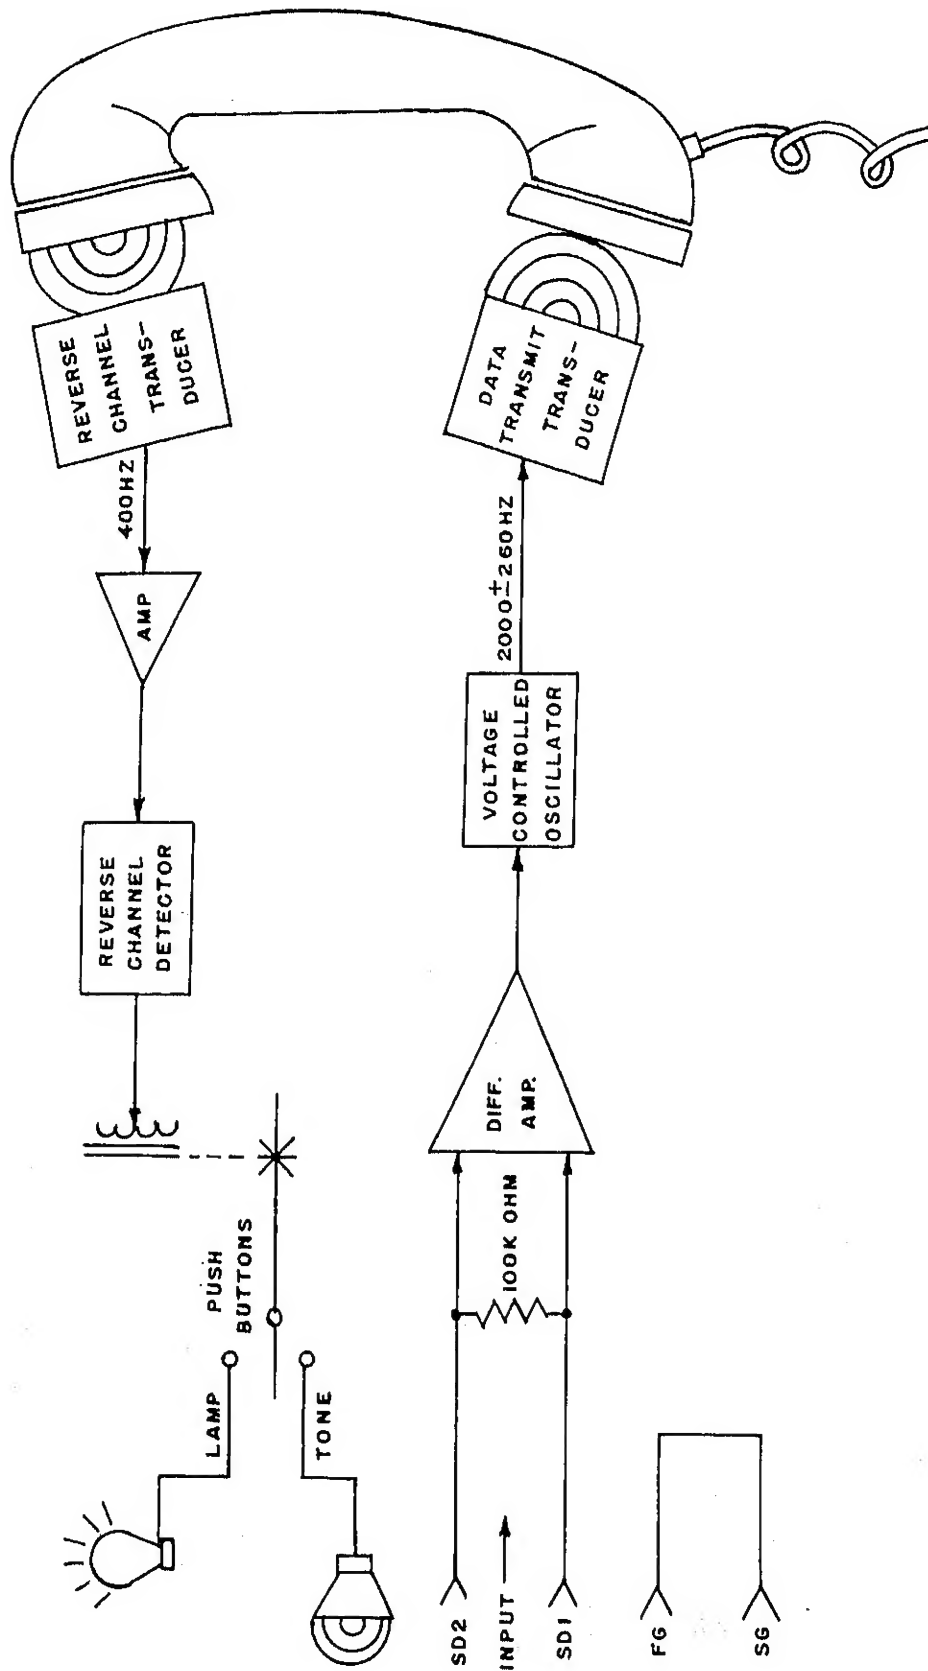 REVERSE
CHANNEL
TRANS-
DUCER
400HZ
AMP
REVERSE
CHANNEL
DETECTOR
PUSH
BUTTONS
LAMP
TONE
DATA
TRANSMIT
TRANS-
DUCER
2000±260HZ
VOLTAGE
CONTROLLED
OSCILLATOR
DIFF.
AMP.
100K OHM
SD2
INPUT
SD1
FG
SG